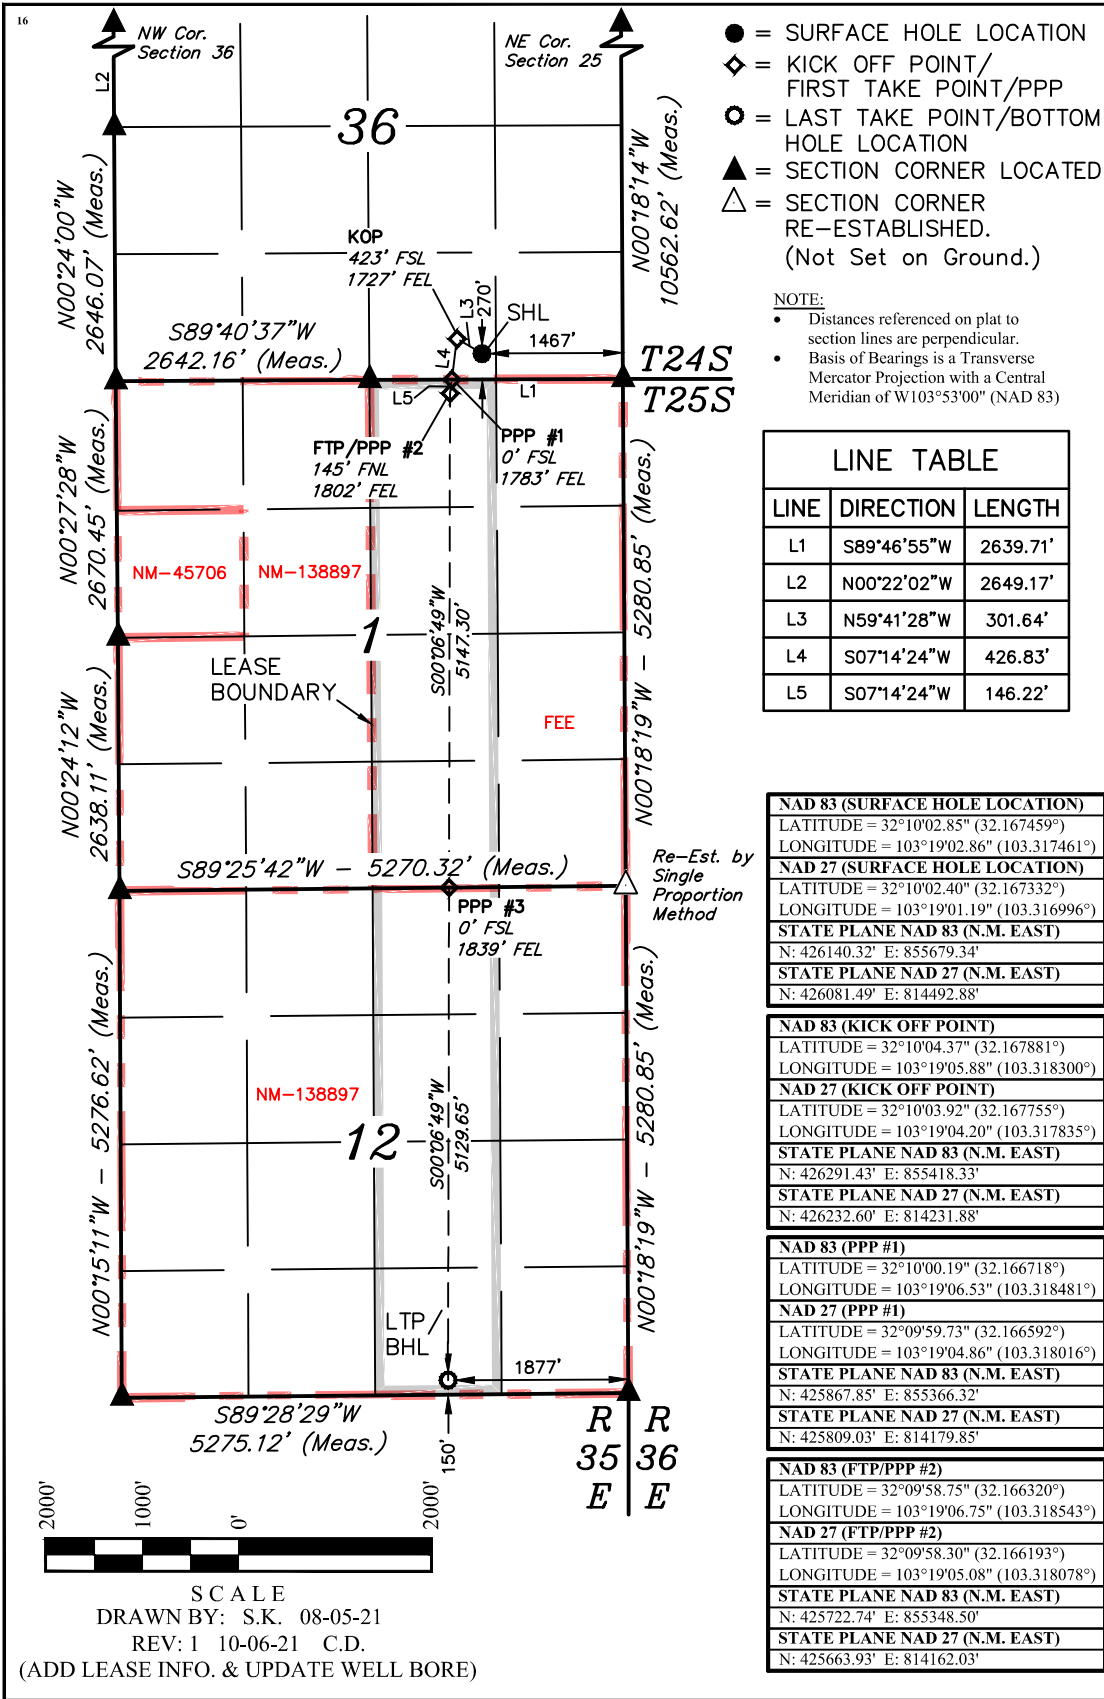 16
NW Cor.
Section 36
NE Cor.
Section 25
L2
36
N00°24'00"W
2646.07' (Meas.)
N00°18'14"W
10562.62' (Meas.)
KOP
423' FSL
1727' FEL
L3
270'
SHL
1467'
L4
S89°40'37"W
2642.16' (Meas.)
T24S
T25S
L5
L1
FTP/PPP #2
145' FNL
1802' FEL
PPP #1
0' FSL
1783' FEL
N00°27'28"W
2670.45' (Meas.)
NM-45706
NM-138897
1
S00°06'49"W
5147.30'
N00°18'19"W - 5280.85' (Meas.)
LEASE
BOUNDARY
FEE
N00°24'12"W
2638.11' (Meas.)
S89°25'42"W - 5270.32' (Meas.)
Re-Est. by
Single
Proportion
Method
PPP #3
0' FSL
1839' FEL
NM-138897
12
S00°06'49"W
5129.65'
N00°15'11"W - 5276.62' (Meas.)
N00°18'19"W - 5280.85' (Meas.)
LTP/
BHL
1877'
S89°28'29"W
5275.12' (Meas.)
150'
R R
35 36
E E
2000' 1000' 0' 2000'
SCALE
DRAWN BY: S.K. 08-05-21
REV: 1 10-06-21 C.D.
(ADD LEASE INFO. & UPDATE WELL BORE)
= SURFACE HOLE LOCATION
= KICK OFF POINT/
FIRST TAKE POINT/PPP
= LAST TAKE POINT/BOTTOM
HOLE LOCATION
= SECTION CORNER LOCATED
= SECTION CORNER
RE-ESTABLISHED.
(Not Set on Ground.)
NOTE:
• Distances referenced on plat to
section lines are perpendicular.
• Basis of Bearings is a Transverse
Mercator Projection with a Central
Meridian of W103°53'00" (NAD 83)
LINE TABLE
LINE DIRECTION LENGTH
L1 S89°46'55"W 2639.71'
L2 N00°22'02"W 2649.17'
L3 N59°41'28"W 301.64'
L4 S07°14'24"W 426.83'
L5 S07°14'24"W 146.22'
NAD 83 (SURFACE HOLE LOCATION)
LATITUDE = 32°10'02.85" (32.167459°)
LONGITUDE = 103°19'02.86" (103.317461°)
NAD 27 (SURFACE HOLE LOCATION)
LATITUDE = 32°10'02.40" (32.167332°)
LONGITUDE = 103°19'01.19" (103.316996°)
STATE PLANE NAD 83 (N.M. EAST)
N: 426140.32' E: 855679.34'
STATE PLANE NAD 27 (N.M. EAST)
N: 426081.49' E: 814492.88'
NAD 83 (KICK OFF POINT)
LATITUDE = 32°10'04.37" (32.167881°)
LONGITUDE = 103°19'05.88" (103.318300°)
NAD 27 (KICK OFF POINT)
LATITUDE = 32°10'03.92" (32.167755°)
LONGITUDE = 103°19'04.20" (103.317835°)
STATE PLANE NAD 83 (N.M. EAST)
N: 426291.43' E: 855418.33'
STATE PLANE NAD 27 (N.M. EAST)
N: 426232.60' E: 814231.88'
NAD 83 (PPP #1)
LATITUDE = 32°10'00.19" (32.166718°)
LONGITUDE = 103°19'06.53" (103.318481°)
NAD 27 (PPP #1)
LATITUDE = 32°09'59.73" (32.166592°)
LONGITUDE = 103°19'04.86" (103.318016°)
STATE PLANE NAD 83 (N.M. EAST)
N: 425867.85' E: 855366.32'
STATE PLANE NAD 27 (N.M. EAST)
N: 425809.03' E: 814179.85'
NAD 83 (FTP/PPP #2)
LATITUDE = 32°09'58.75" (32.166320°)
LONGITUDE = 103°19'06.75" (103.318543°)
NAD 27 (FTP/PPP #2)
LATITUDE = 32°09'58.30" (32.166193°)
LONGITUDE = 103°19'05.08" (103.318078°)
STATE PLANE NAD 83 (N.M. EAST)
N: 425722.74' E: 855348.50'
STATE PLANE NAD 27 (N.M. EAST)
N: 425663.93' E: 814162.03'